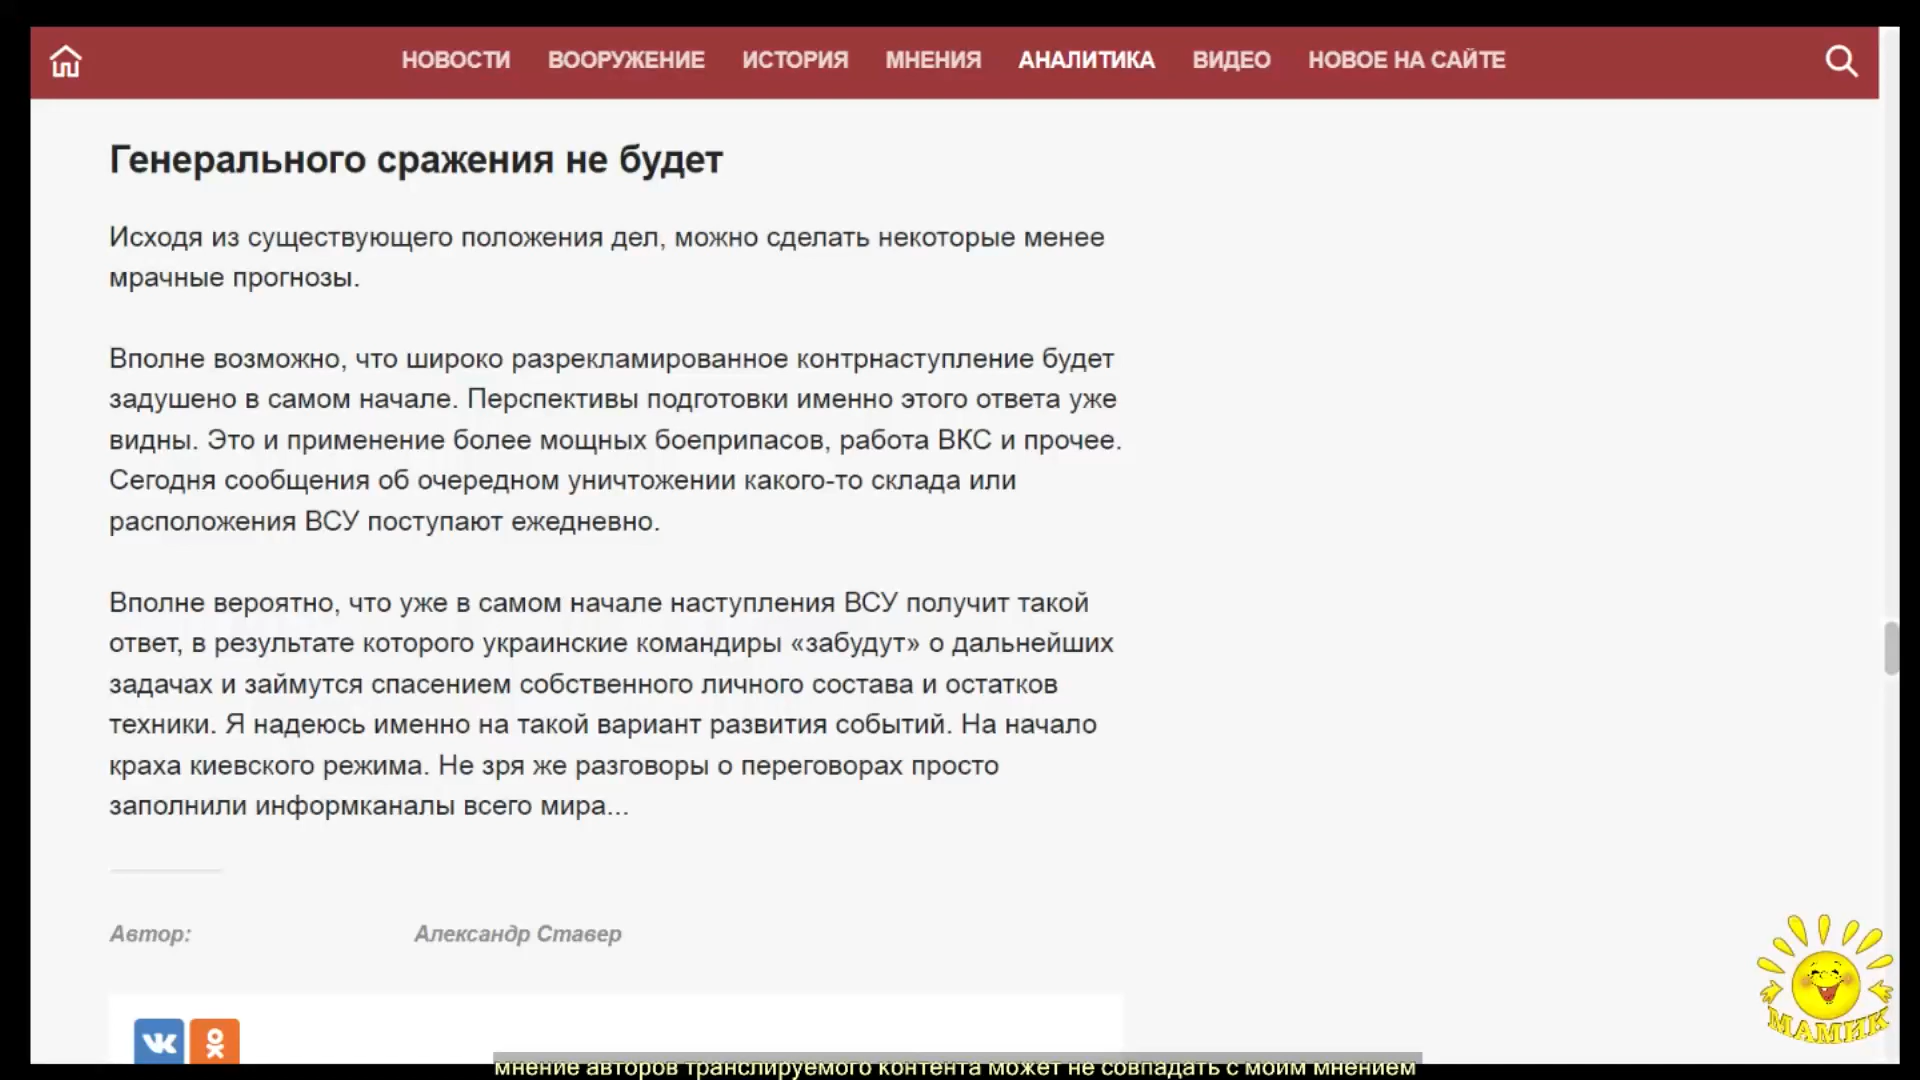 НОВОСТИ ВООРУЖЕНИЕ ИСТОРИЯ МНЕНИЯ АНАЛИТИКА ВИДЕО НОВОЕ НА САЙТЕ
Генерального сражения не будет
Исходя из существующего положения дел, можно сделать некоторые менее
мрачные прогнозы.
Вполне возможно, что широко разрекламированное контрнаступление будет
задушено в самом начале. Перспективы подготовки именно этого ответа уже
видны. Это и применение более мощных боеприпасов, работа ВКС и прочее.
Сегодня сообщения об очередном уничтожении какого-то склада или
расположения ВСУ поступают ежедневно.
Вполне вероятно, что уже в самом начале наступления ВСУ получит такой
ответ, в результате которого украинские командиры «забудут» о дальнейших
задачах и займутся спасением собственного личного состава и остатков
техники. Я надеюсь именно на такой вариант развития событий. На начало
краха киевского режима. Не зря же разговоры о переговорах просто
заполнили информканалы всего мира...
Автор: Александр Ставер
МАМИК
мнение авторов транслируемого контента может не совпадать с моим мнением